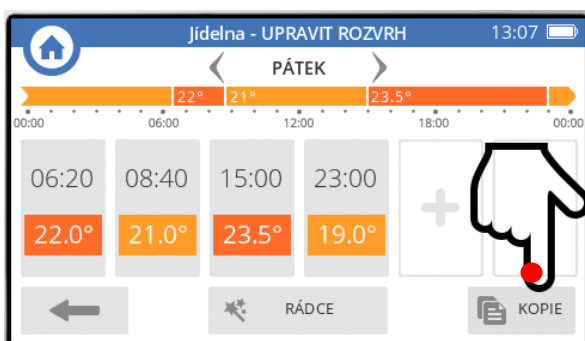 Jídelna - UPRAVIT ROZVRH 13:07
PÁTEK
22° 21° 23.5°
00:00 06:00 12:00 18:00 00:00
06:20 08:40 15:00 23:00
22.0° 21.0° 23.5° 19.0°
RÁDCE KOPIE